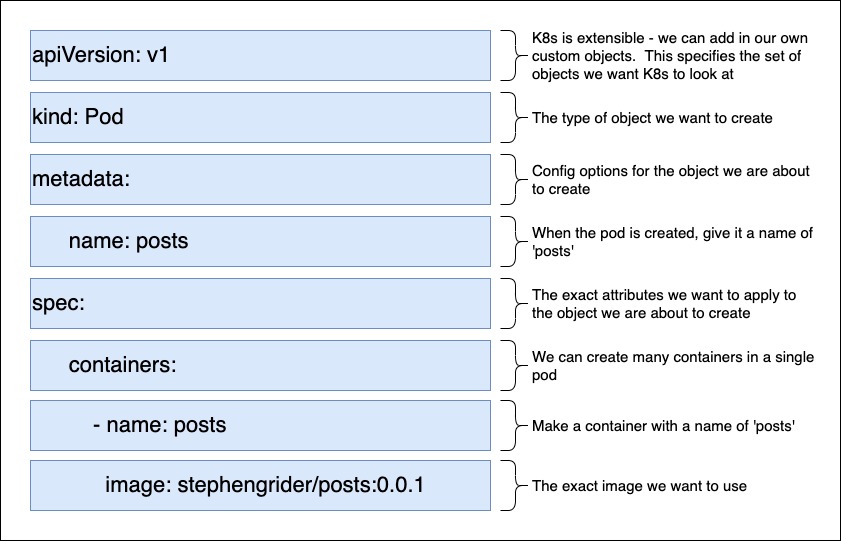 apiVersion: v1
K8s is extensible - we can add in our own
custom objects.  This specifies the set of
objects we want K8s to look at
kind: Pod
The type of object we want to create
metadata:
Config options for the object we are about
to create
name: posts
When the pod is created, give it a name of
'posts'
spec:
The exact attributes we want to apply to
the object we are about to create
containers:
We can create many containers in a single
pod
- name: posts
Make a container with a name of 'posts'
image: stephengrider/posts:0.0.1
The exact image we want to use